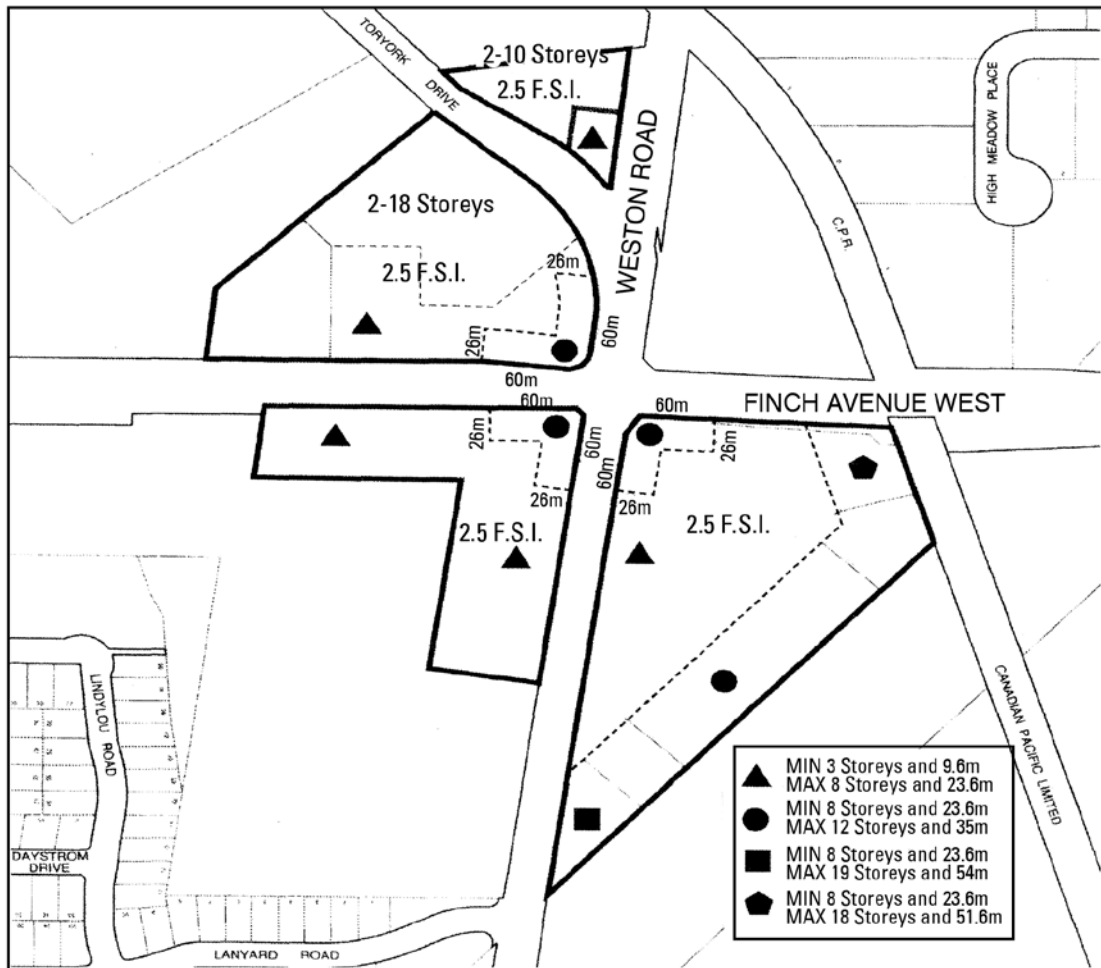 TORYORK
DRIVE
2-10 Storeys
2.5 F.S.I.
HIGH MEADOW PLACE
WESTON ROAD
C.P.R.
2-18 Storeys
2.5 F.S.I.
26m
26m
60m
60m
60m
60m
FINCH AVENUE WEST
26m
60m
60m
26m
26m
26m
2.5 F.S.I.
2.5 F.S.I.
LINDYLOU
ROAD
CANADIAN PACIFIC LIMITED
DAYSTROM
DRIVE
LANYARD ROAD
MIN 3 Storeys and 9.6m
MAX 8 Storeys and 23.6m
MIN 8 Storeys and 23.6m
MAX 12 Storeys and 35m
MIN 8 Storeys and 23.6m
MAX 19 Storeys and 54m
MIN 8 Storeys and 23.6m
MAX 18 Storeys and 51.6m